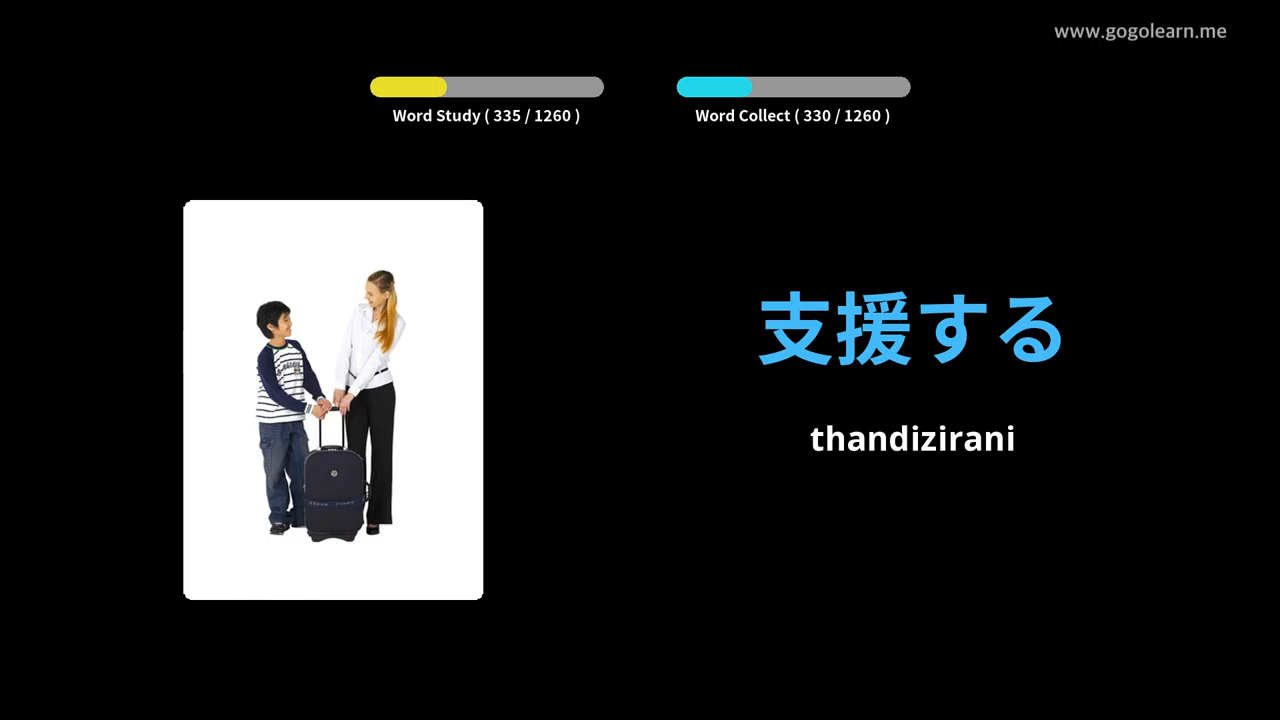 www.gogolearn.me
Word Study ( 335 / 1260 )
Word Collect ( 330 / 1260 )
支援する
thandizirani